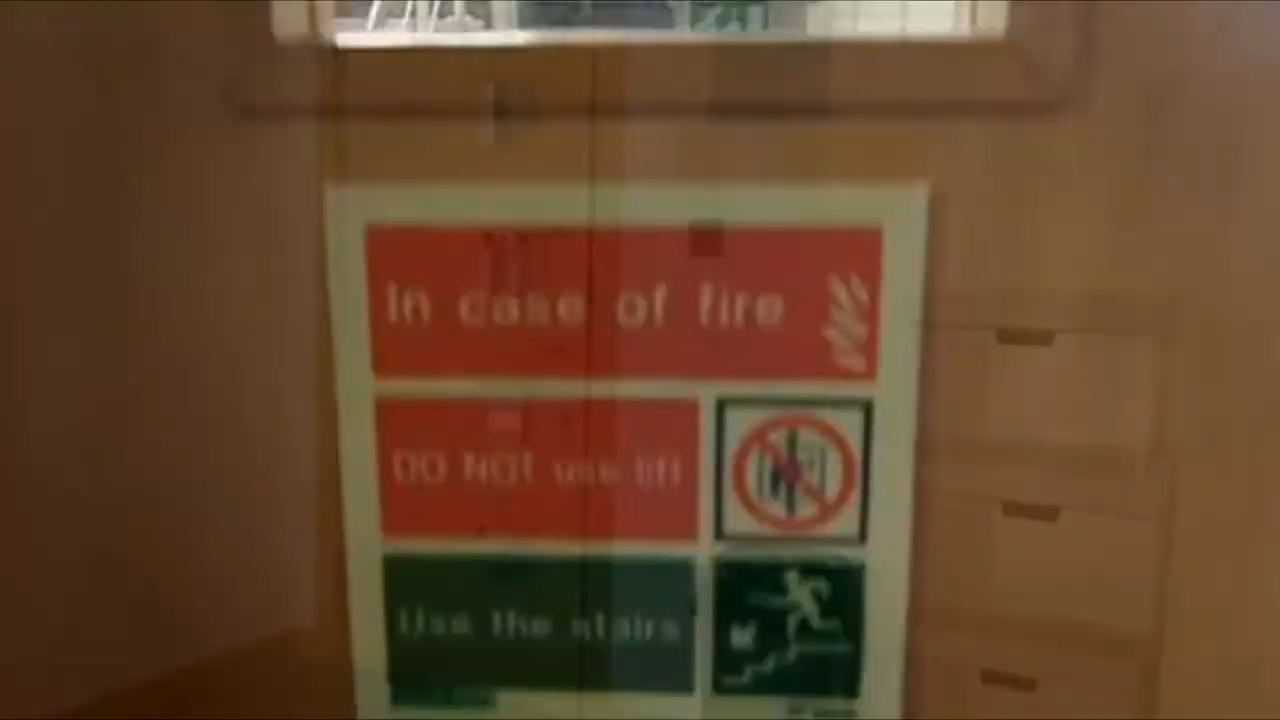 In case of fire
DO NOT use lift
Use the stairs